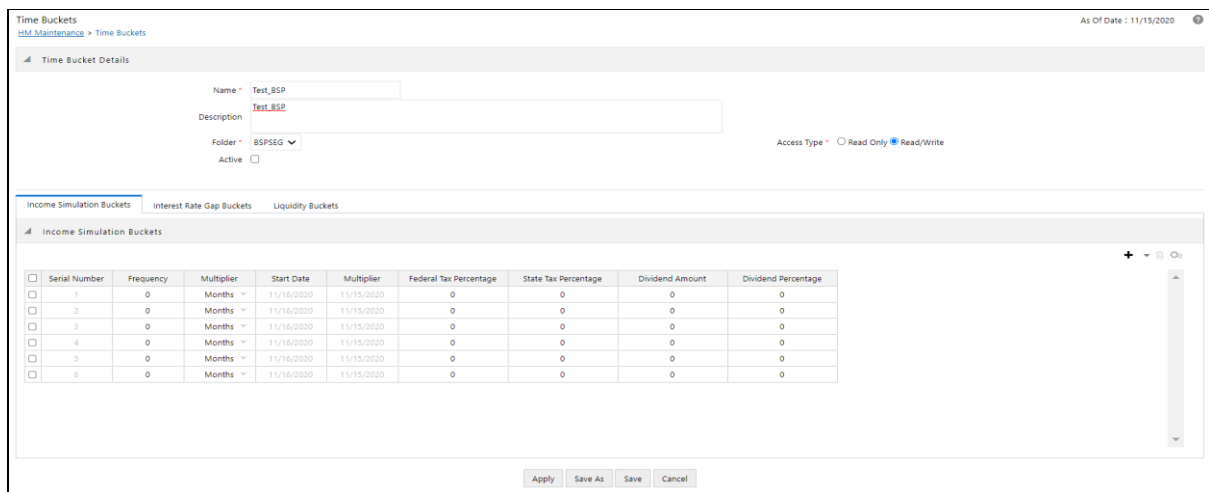 Time Buckets
As Of Date : 11/15/2020
HM Maintenance > Time Buckets
Time Bucket Details
Name * Test_BSP
Description Test_BSP
Folder * BSPSEG
Access Type * Read Only Read/Write
Active
Income Simulation Buckets Interest Rate Gap Buckets Liquidity Buckets
Income Simulation Buckets
Serial Number Frequency Multiplier Start Date Multiplier Federal Tax Percentage State Tax Percentage Dividend Amount Dividend Percentage
1 0 Months 11/16/2020 11/15/2020 0 0 0 0
2 0 Months 11/16/2020 11/15/2020 0 0 0 0
3 0 Months 11/16/2020 11/15/2020 0 0 0 0
4 0 Months 11/16/2020 11/15/2020 0 0 0 0
5 0 Months 11/16/2020 11/15/2020 0 0 0 0
6 0 Months 11/16/2020 11/15/2020 0 0 0 0
Apply Save As Save Cancel